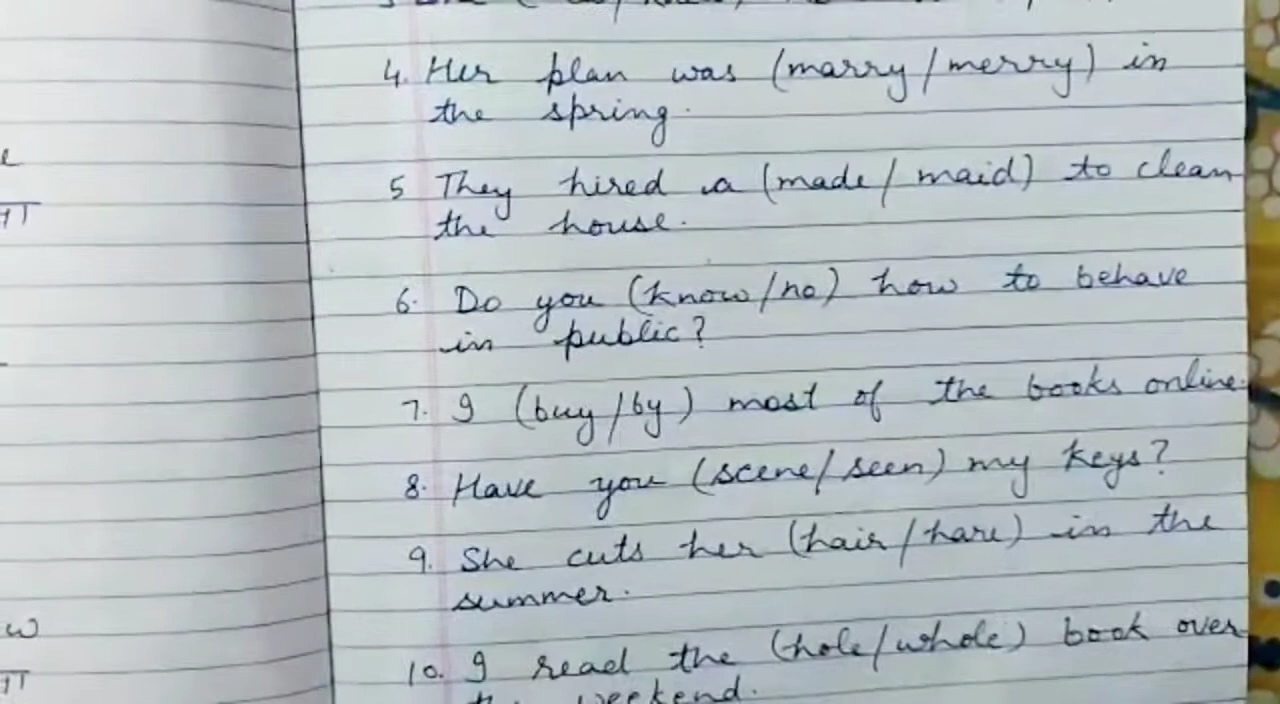 4. Her plan was (marry/merry) in
the spring.
5 They hired a (made/maid) to clean
the house.
6. Do you (know/no) how to behave
in public?
7. I (buy/by) most of the books online.
8. Have you (scene/seen) my keys?
9. She cuts her (hair/hare) in the
summer.
10. I read the (hole/whole) book over
weekend.